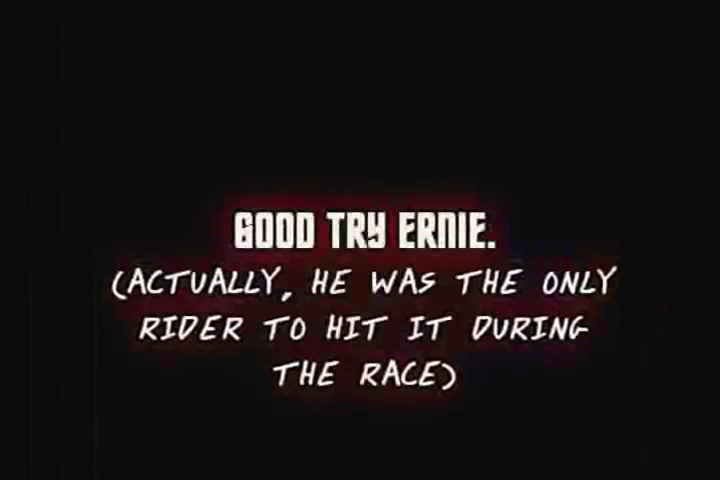 GOOD TRY ERNIE.
(ACTUALLY, HE WAS THE ONLY
RIDER TO HIT IT DURING
THE RACE)